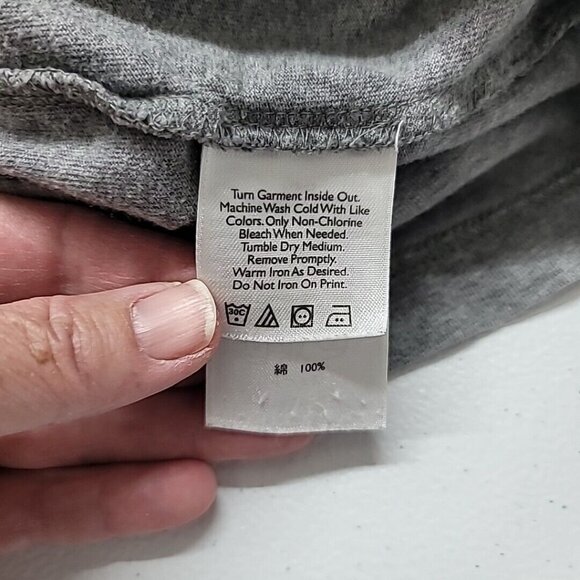 Turn Garment Inside Out.
Machine Wash Cold With Like
Colors. Only Non-Chlorine
Bleach When Needed.
Tumble Dry Medium.
Remove Promptly.
Warm Iron As Desired.
Do Not Iron On Print.
30C
綿 100%